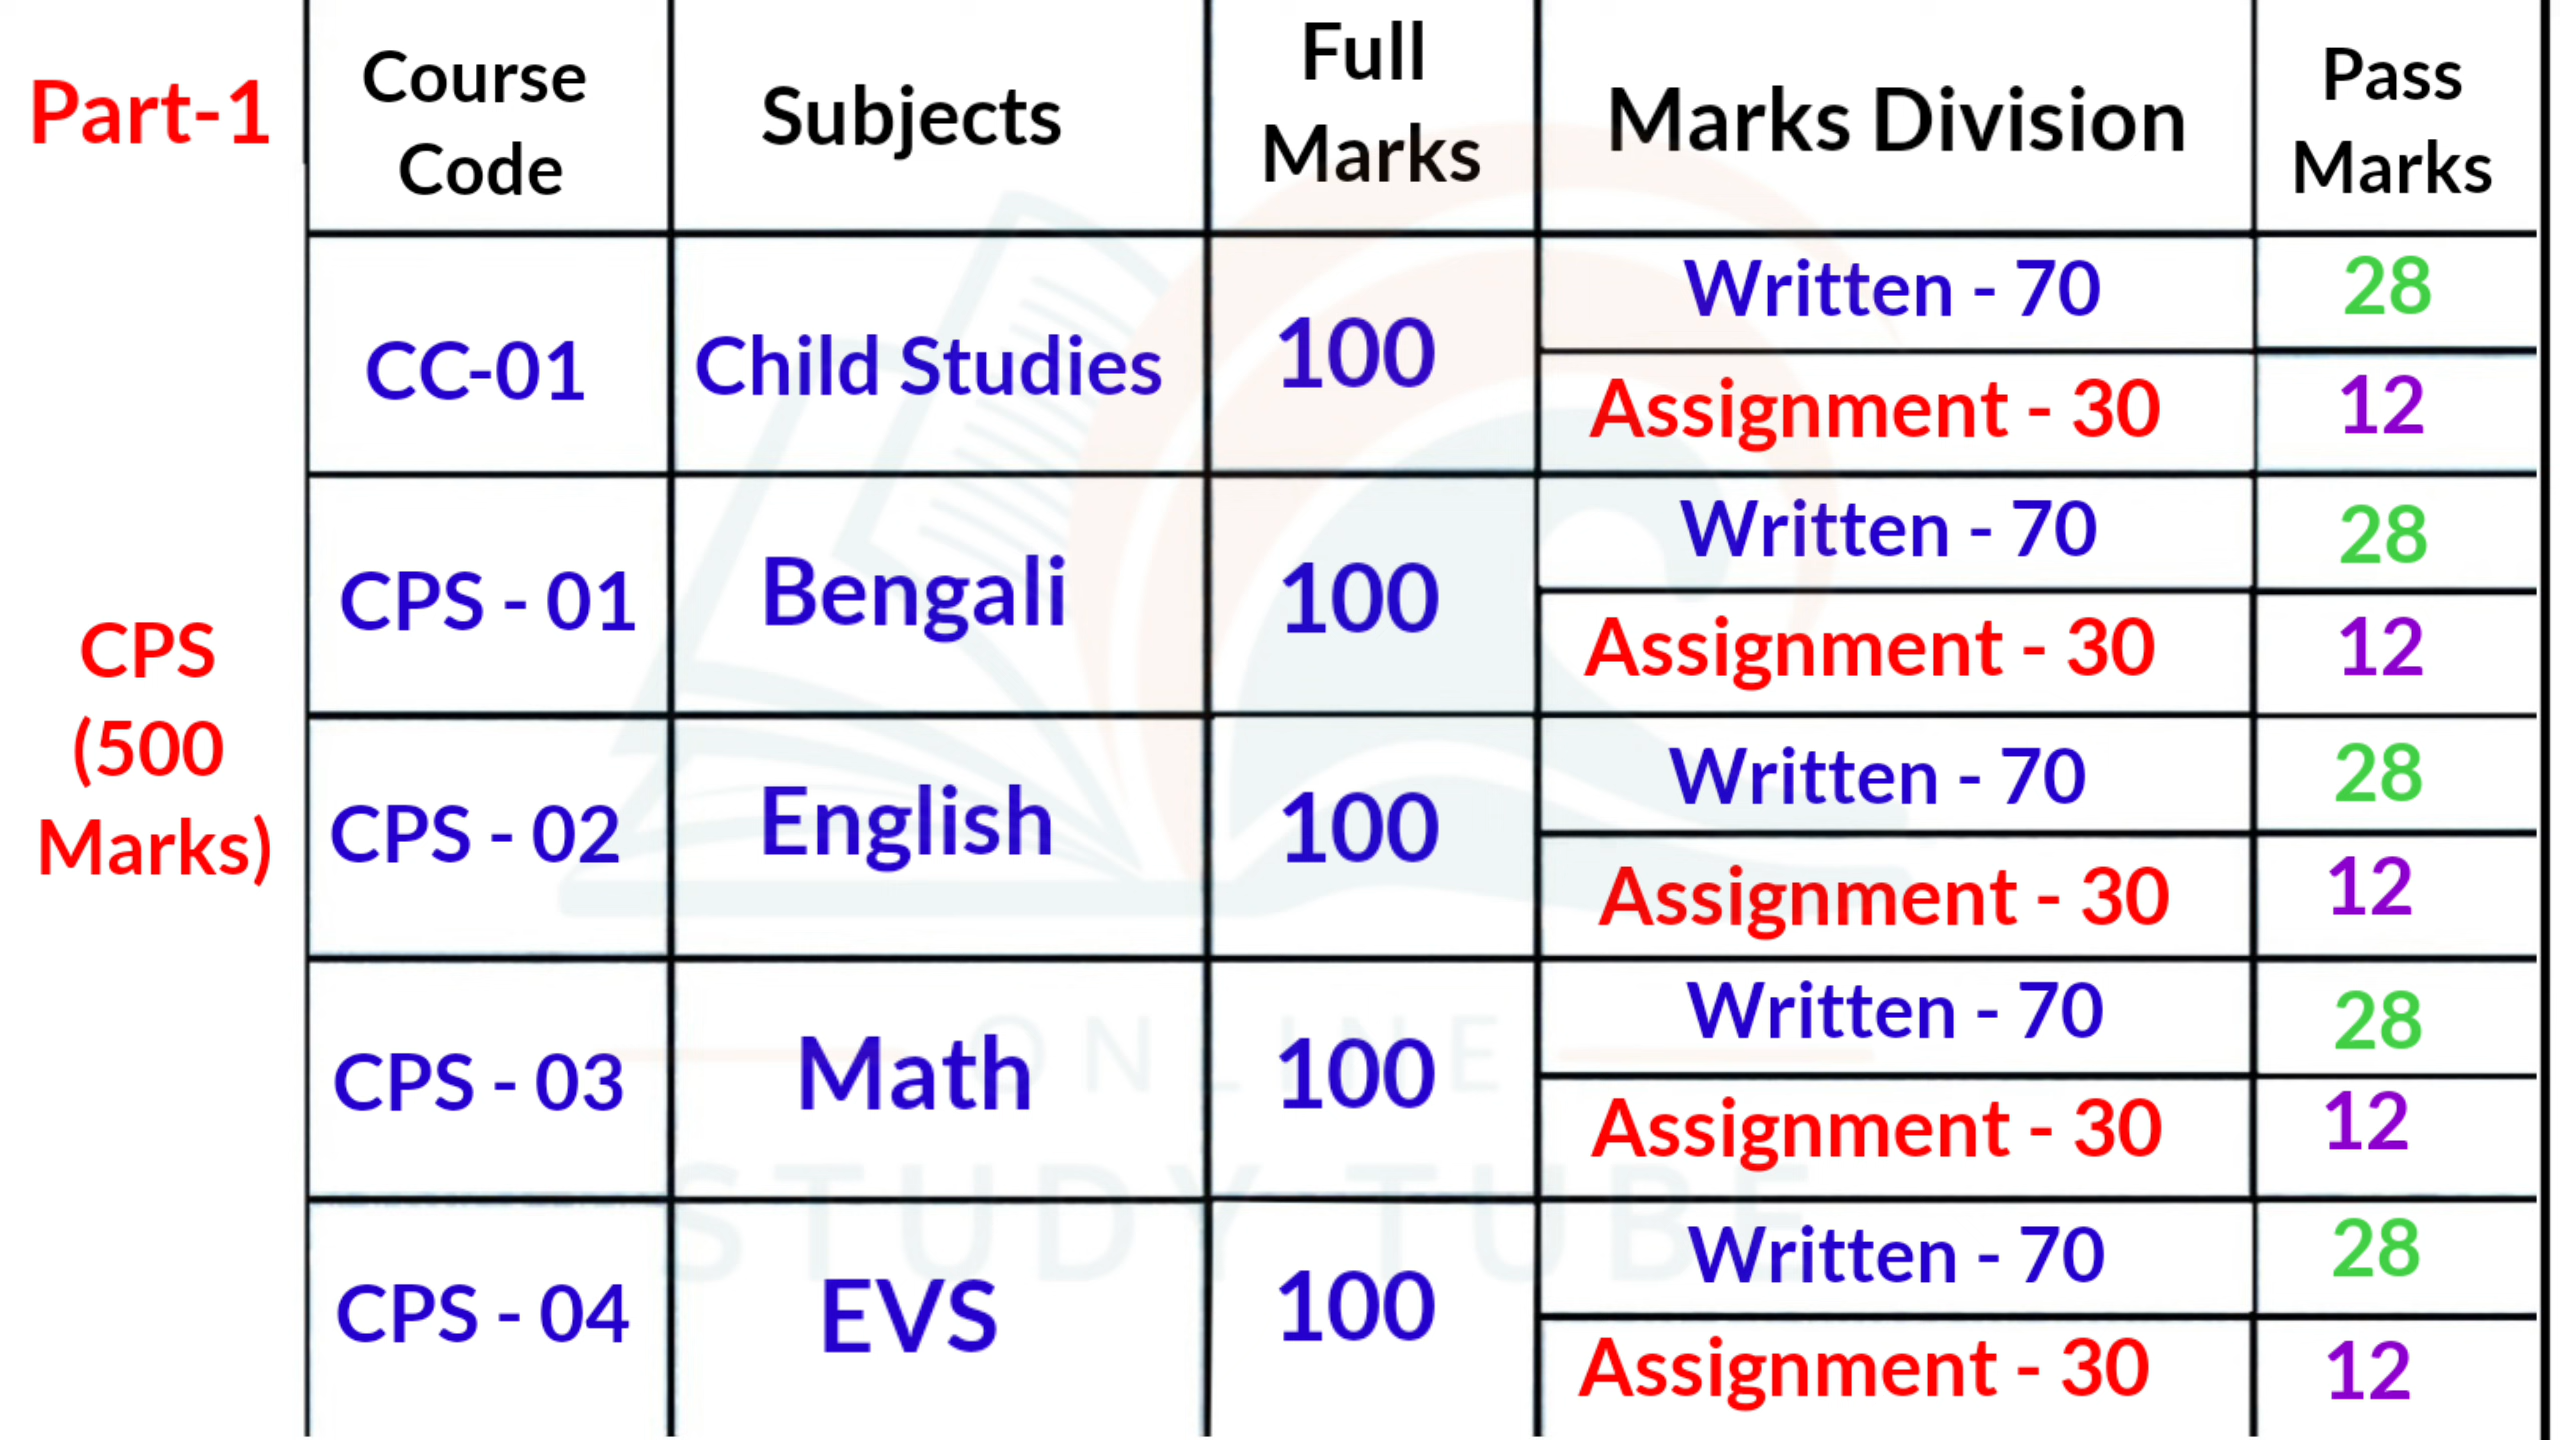 Part-1
Course
Code
Subjects
Full
Marks
Marks Division
Pass
Marks
CPS
(500
Marks)
CC-01
Child Studies
100
Written - 70
28
Assignment - 30
12
CPS - 01
Bengali
100
Written - 70
28
Assignment - 30
12
CPS - 02
English
100
Written - 70
28
Assignment - 30
12
CPS - 03
Math
100
Written - 70
28
Assignment - 30
12
CPS - 04
EVS
100
Written - 70
28
Assignment - 30
12
ONLINE
STUDY TUBE